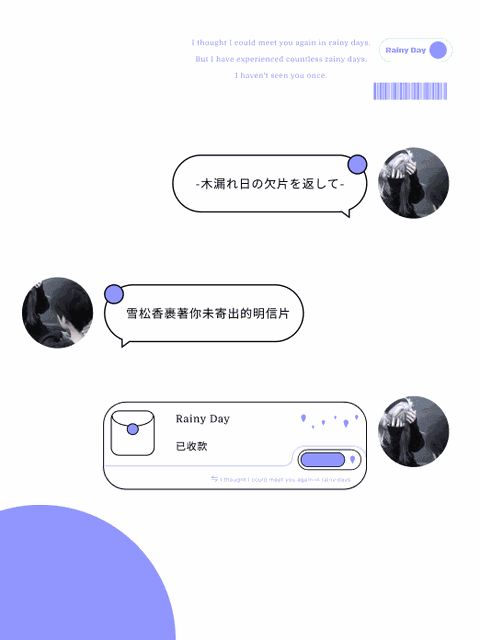 I thought I could meet you again in rainy days.
But I have experienced countless rainy days.
I haven't seen you once.
Rainy Day
-木漏れ日の欠片を返して-
雪松香裹著你未寄出的明信片
Rainy Day
已收款
I thought I could meet you again in rainy days